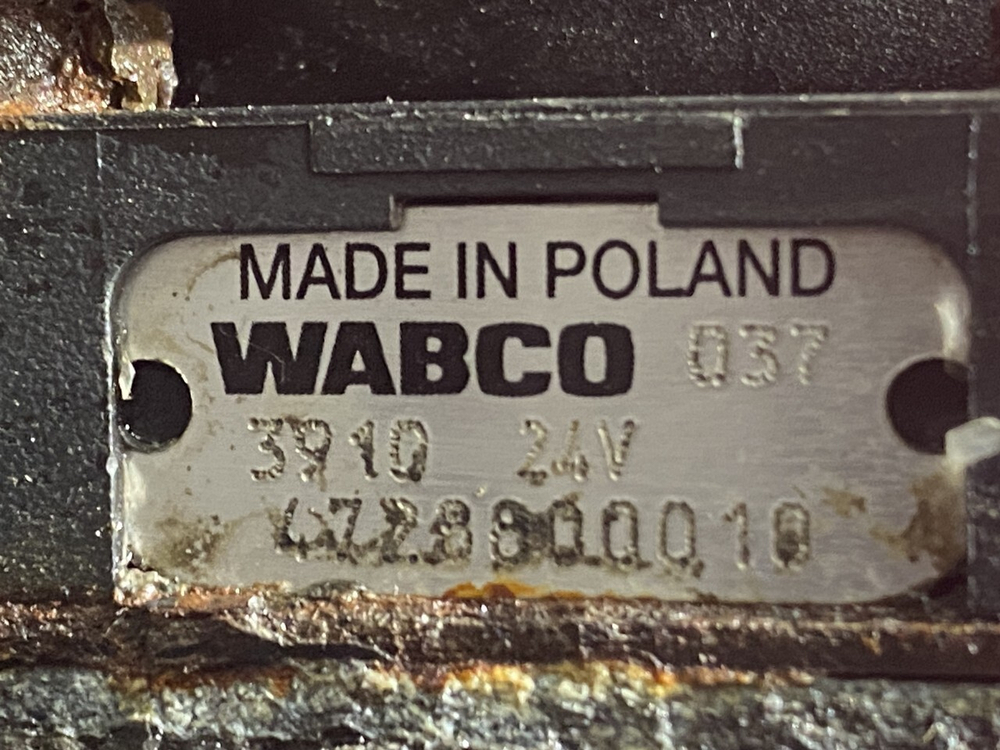 MADE IN POLAND
WABCO 037
3910 24V
4728800010